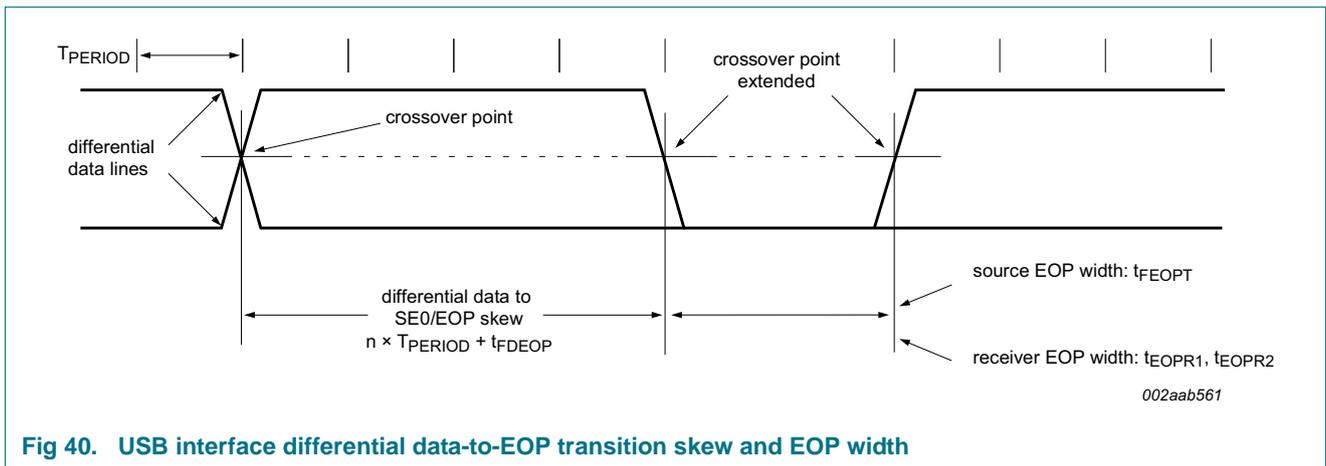 TPERIOD
crossover point
extended
crossover point
differential
data lines
differential data to
SE0/EOP skew
n × TPERIOD + tFDEOP
source EOP width: tFEOPT
receiver EOP width: tEOPR1, tEOPR2
002aab561
Fig 40. USB interface differential data-to-EOP transition skew and EOP width